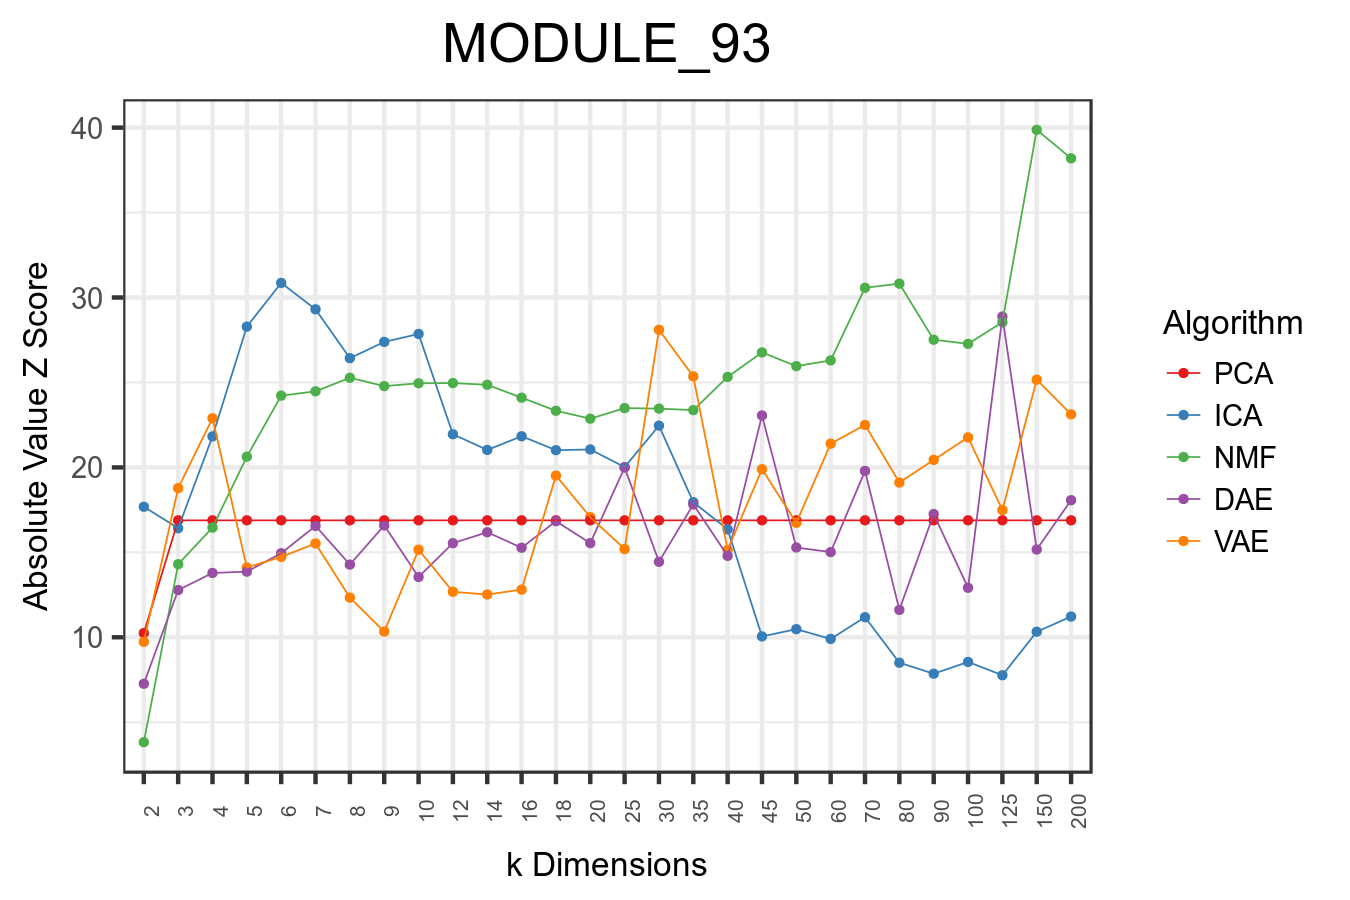 MODULE_93
Absolute Value Z Score
40
30
20
10
2 3 4 5 6 7 8 9 10 12 14 16 18 20 25 30 35 40 45 50 60 70 80 90 100 125 150 200
k Dimensions
Algorithm
PCA
ICA
NMF
DAE
VAE